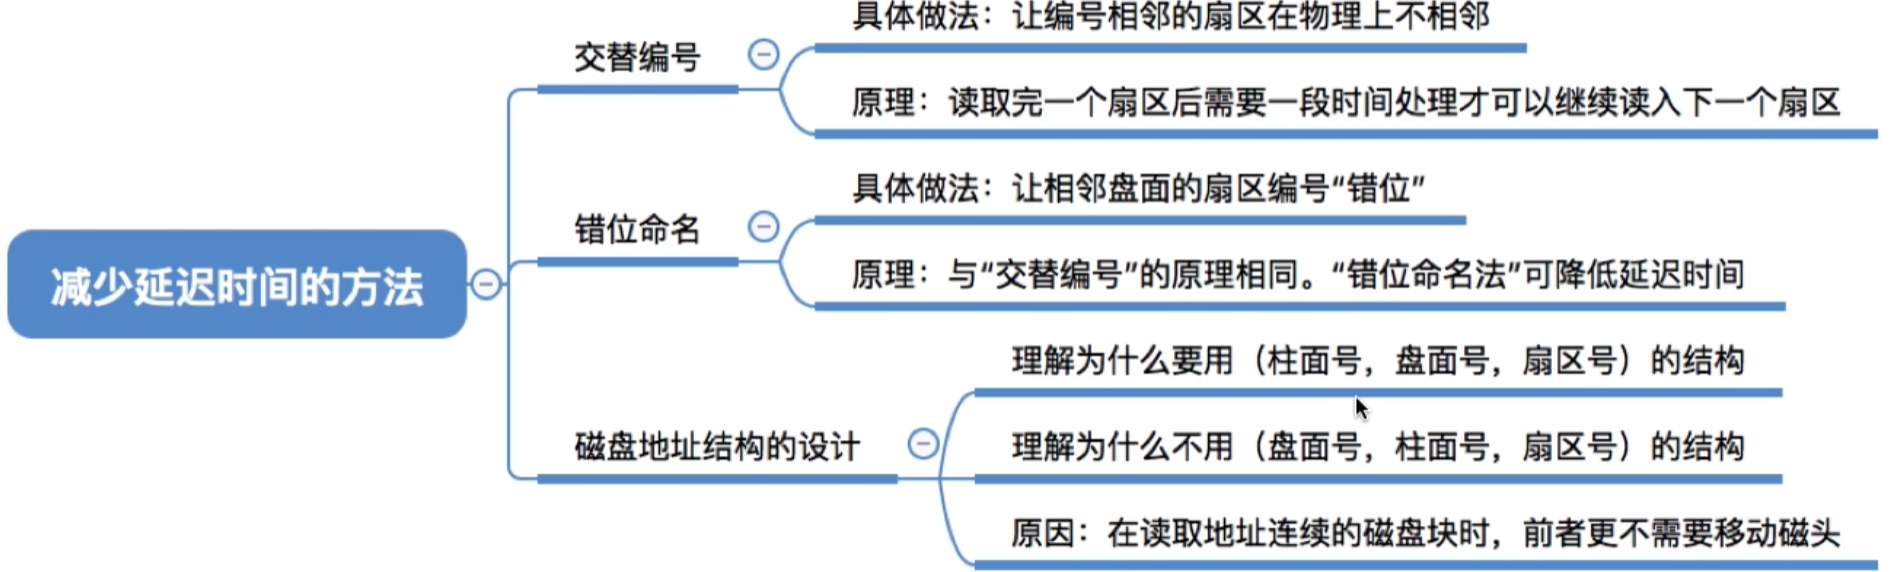 具体做法：让编号相邻的扇区在物理上不相邻
交替编号
原理：读取完一个扇区后需要一段时间处理才可以继续读入下一个扇区
具体做法：让相邻盘面的扇区编号“错位”
错位命名
原理：与“交替编号”的原理相同。“错位命名法”可降低延迟时间
减少延迟时间的方法
理解为什么要用（柱面号，盘面号，扇区号）的结构
磁盘地址结构的设计
理解为什么不用（盘面号，柱面号，扇区号）的结构
原因：在读取地址连续的磁盘块时，前者更不需要移动磁头